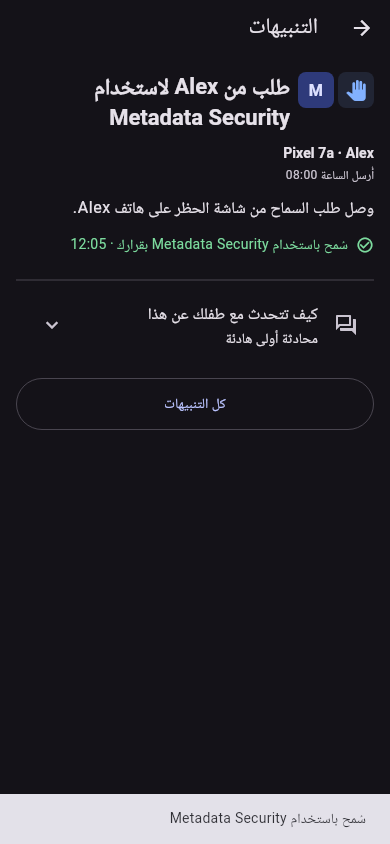 التنبيهات
M
طلب من Alex لاستخدام
Metadata Security
Pixel 7a · Alex
أُرسل الساعة 08:00
وصل طلب السماح من شاشة الحظر على هاتف Alex.
سُمح باستخدام Metadata Security بقرارك · 12:05
كيف تتحدث مع طفلك عن هذا
محادثة أولى هادئة
كل التنبيهات
سُمح باستخدام Metadata Security